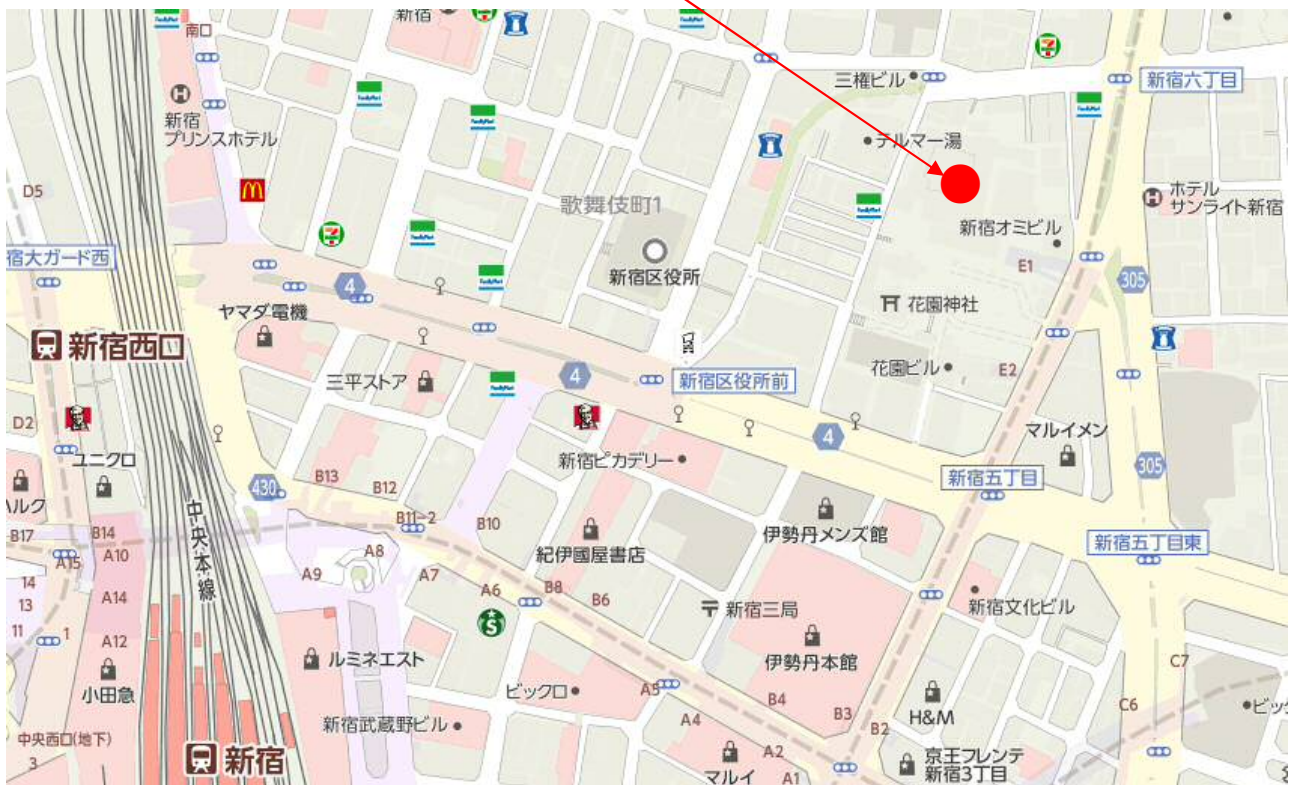 新宿
南口
三権ビル
新宿六丁目
新宿
プリンスホテル
テルマー湯
D5
歌舞伎町1
ホテル
サンライト新宿
新宿オミビル
宿大ガード西
新宿区役所
E1
4
305
ヤマダ電機
花園神社
新宿西口
三平ストア
4
新宿区役所前
花園ビル
E2
D2
4
マルイメン
ユニクロ
新宿ピカデリー
新宿五丁目
305
ハルク
430
B13
B12
B17
B14
B11-2
B10
伊勢丹メンズ館
新宿五丁目東
中央本線
A15
A10
A8
紀伊國屋書店
14
13
11
1
A14
A9
A7
A6
B8
B6
新宿三局
新宿文化ビル
A12
ルミネエスト
伊勢丹本館
C7
小田急
ビックロ
A5
B4
B3
H&M
C6
ビッ
中央西口(地下)
3
新宿武蔵野ビル
A4
A2
B2
新宿
マルイ
A1
京王フレンテ
新宿3丁目